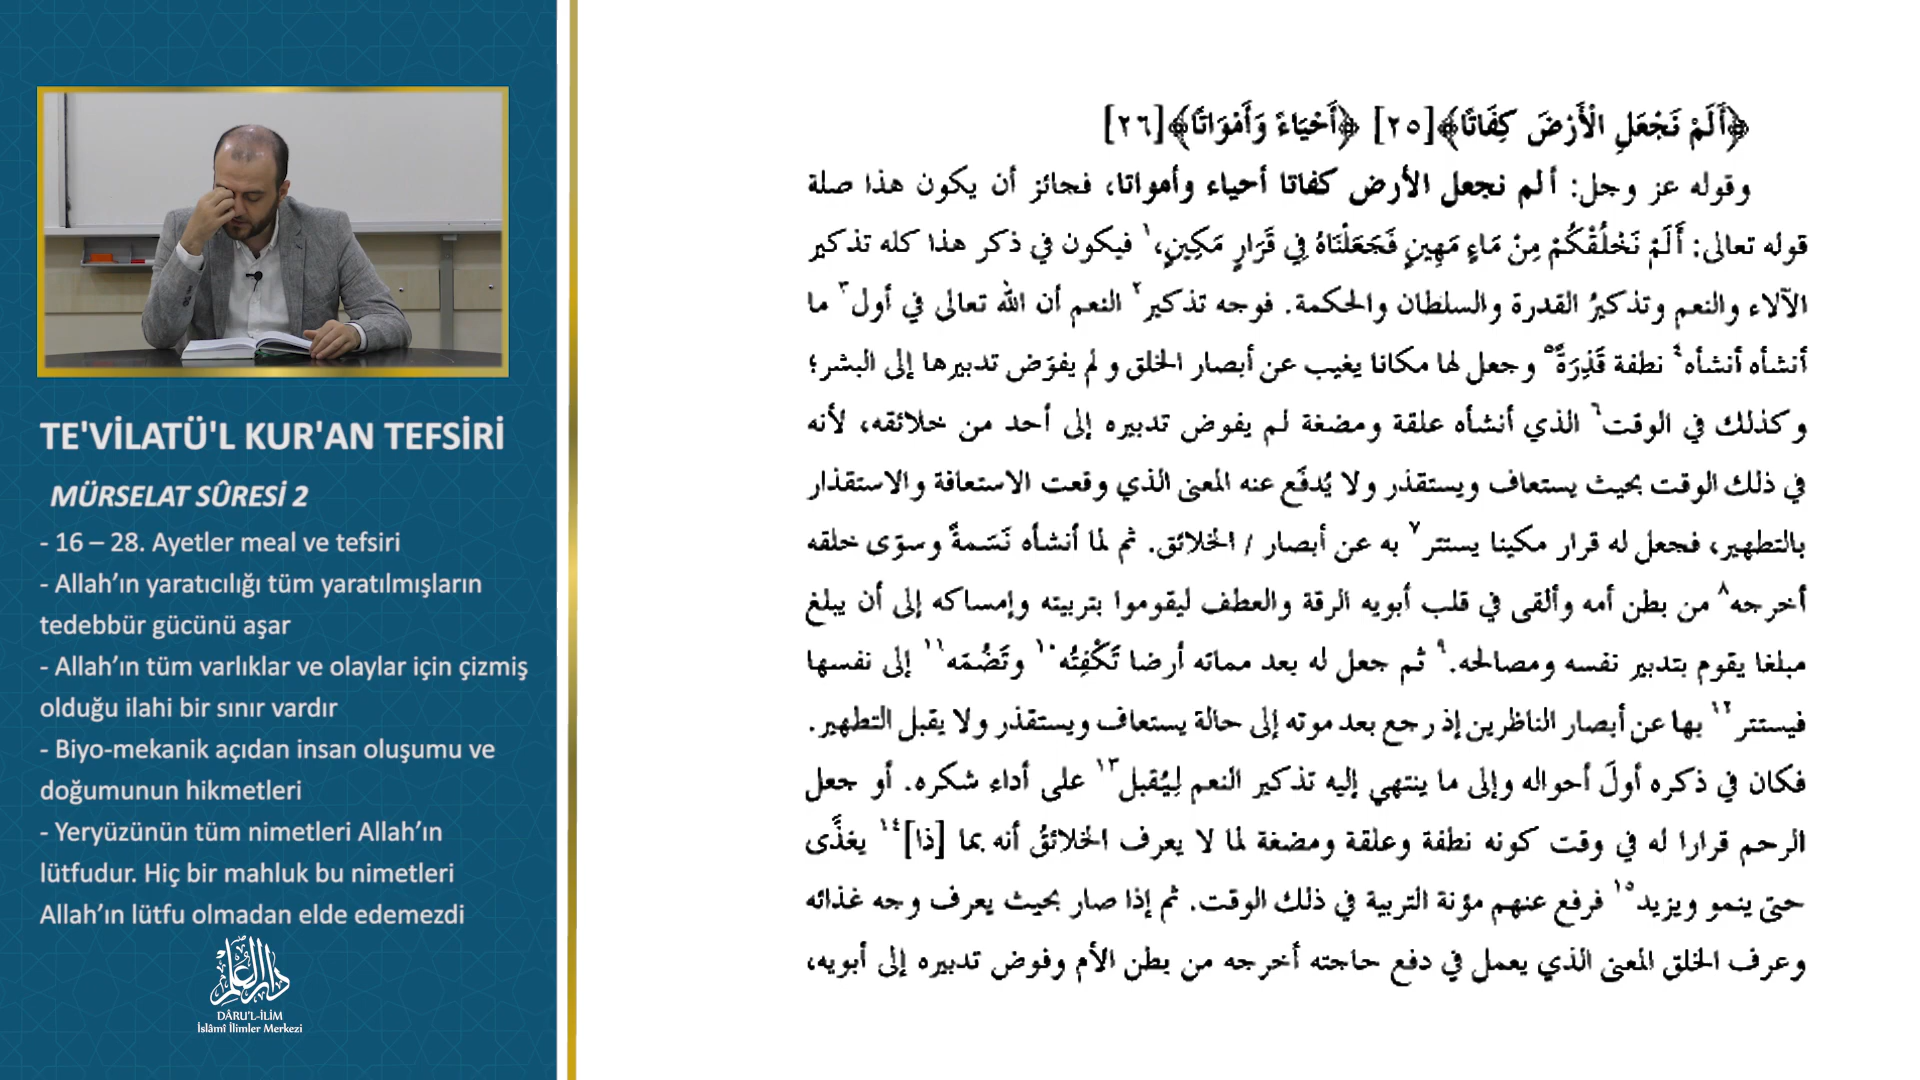 TE'VİLATÜ'L KUR'AN TEFSİRİ
MÜRSELAT SÛRESİ 2
- 16 – 28. Ayetler meal ve tefsiri
- Allah’ın yaratıcılığı tüm yaratılmışların
tedebbür gücünü aşar
- Allah’ın tüm varlıklar ve olaylar için çizmiş
olduğu ilahi bir sınır vardır
- Biyo-mekanik açıdan insan oluşumu ve
doğumunun hikmetleri
- Yeryüzünün tüm nimetleri Allah’ın
lütfudur. Hiç bir mahluk bu nimetleri
Allah’ın lütfu olmadan elde edemezdi
دار العلم
DÂRU'L-İLİM
İslâmî İlimler Merkezi
﴿أَلَمْ نَجْعَلِ الْأَرْضَ كِفَاتًا﴾[٢٥] ﴿أَحْيَاءً وَأَمْوَاتًا﴾[٢٦]
وقوله عز وجل: ألم نجعل الأرض كفاتا أحياء وأمواتا، فجائز أن يكون هذا صلة
قوله تعالى: أَلَمْ نَخْلُقْكُمْ مِنْ مَاءٍ مَهِينٍ فَجَعَلْنَاهُ فِي قَرَارٍ مَكِينٍ،١ فيكون في ذكر هذا كله تذكير
الآلاء والنعم وتذكيرُ القدرة والسلطان والحكمة. فوجه تذكير٢ النعم أن الله تعالى في أول٣ ما
أنشأه أنشأه٤ نطفة قَذِرَةً٥ وجعل لها مكانا يغيب عن أبصار الخلق ولم يفوّض تدبيرها إلى البشر؛
وكذلك في الوقت٦ الذي أنشأه علقة ومضغة لم يفوض تدبيره إلى أحد من خلائقه، لأنه
في ذلك الوقت بحيث يستعاف ويستقذر ولا يُدفَع عنه المعنى الذي وقعت الاستعافة والاستقذار
بالتطهير، فجعل له قرار مكينا يستتر٧ به عن أبصار / الخلائق. ثم لما أنشأه نَسَمةً وسوّى خلقه
أخرجه٨ من بطن أمه وألقى في قلب أبويه الرقة والعطف ليقوموا بتربيته وإمساكه إلى أن يبلغ
مبلغا يقوم بتدبير نفسه ومصالحه.٩ ثم جعل له بعد مماته أرضا تَكْفِتُه١٠ وتَضُمّه١١ إلى نفسها
فيستتر١٢ بها عن أبصار الناظرين إذ رجع بعد موته إلى حالة يستعاف ويستقذر ولا يقبل التطهير.
فكان في ذكره أولَ أحواله وإلى ما ينتهي إليه تذكير النعم لِيُقبل١٣ على أداء شكره. أو جعل
الرحم قرارا له في وقت كونه نطفة وعلقة ومضغة لما لا يعرف الخلائقُ أنه بما [ذا]١٤ يغذَّى
حتى ينمو ويزيد١٥ فرفع عنهم مؤنة التربية في ذلك الوقت. ثم إذا صار بحيث يعرف وجه غذائه
وعرف الخلق المعنى الذي يعمل في دفع حاجته أخرجه من بطن الأم وفوض تدبيره إلى أبويه،